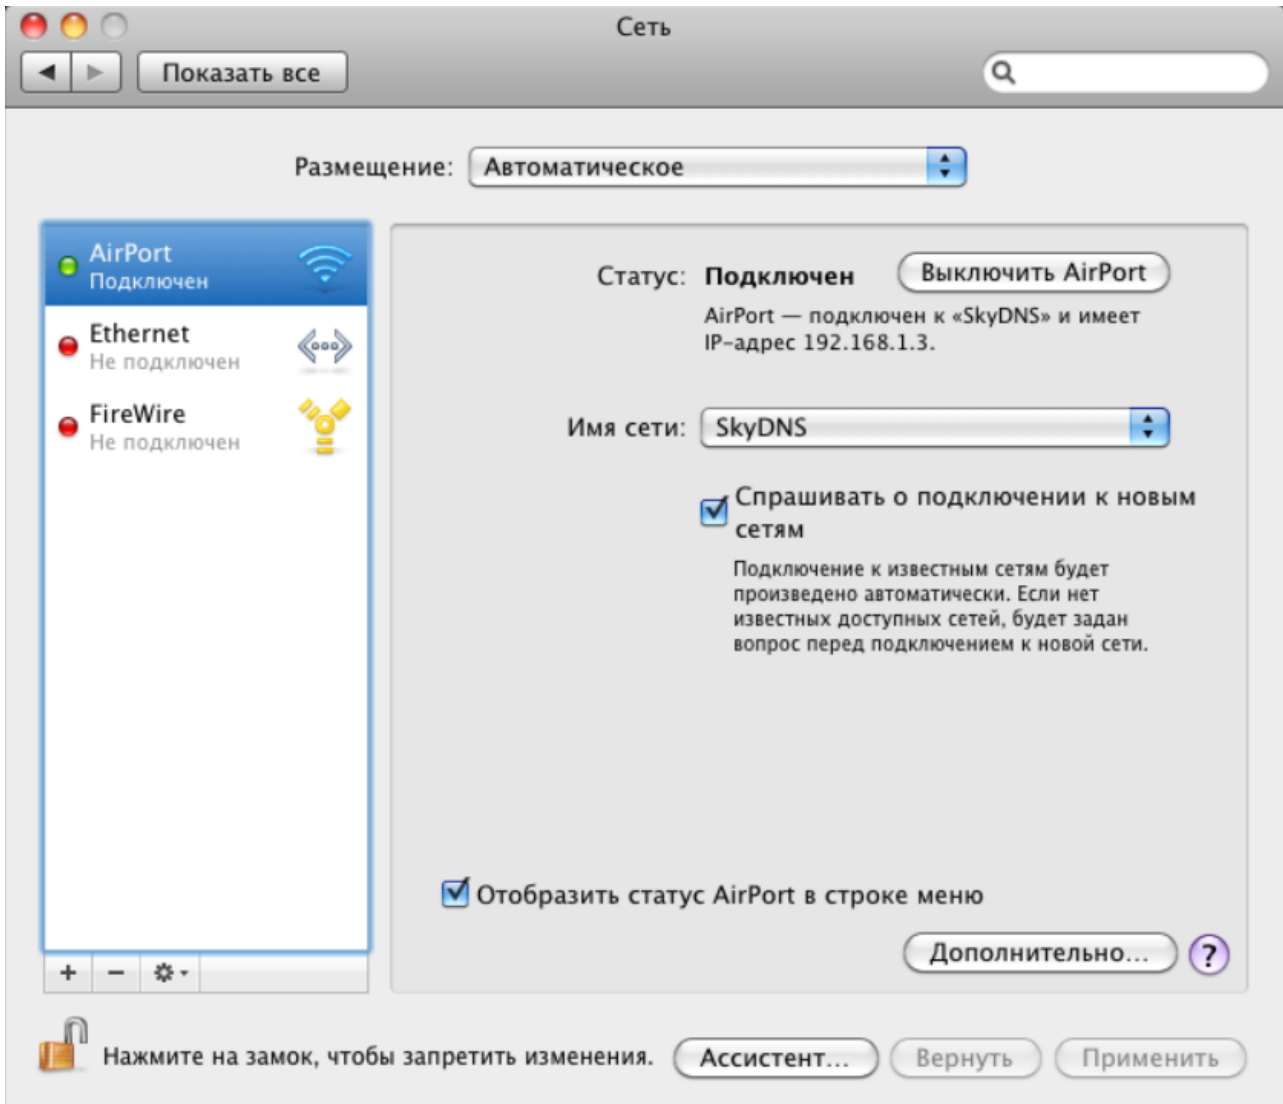 Сеть
Показать все
Размещение: Автоматическое
AirPort
Подключен
Ethernet
Не подключен
FireWire
Не подключен
Статус: Подключен Выключить AirPort
AirPort — подключен к «SkyDNS» и имеет
IP-адрес 192.168.1.3.
Имя сети: SkyDNS
Спрашивать о подключении к новым
сетям
Подключение к известным сетям будет
произведено автоматически. Если нет
известных доступных сетей, будет задан
вопрос перед подключением к новой сети.
Отобразить статус AirPort в строке меню
Дополнительно... ?
Нажмите на замок, чтобы запретить изменения. Ассистент... Вернуть Применить